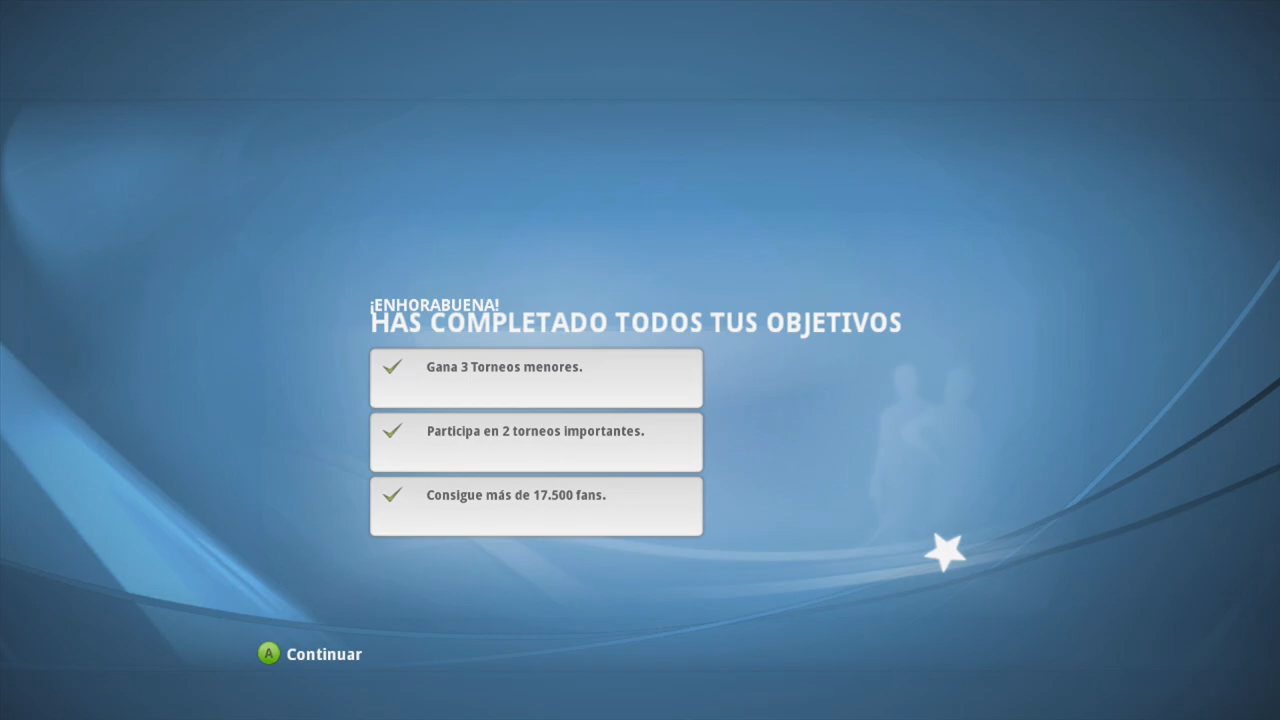 ¡ENHORABUENA!
HAS COMPLETADO TODOS TUS OBJETIVOS
Gana 3 Torneos menores.
Participa en 2 torneos importantes.
Consigue más de 17.500 fans.
A Continuar